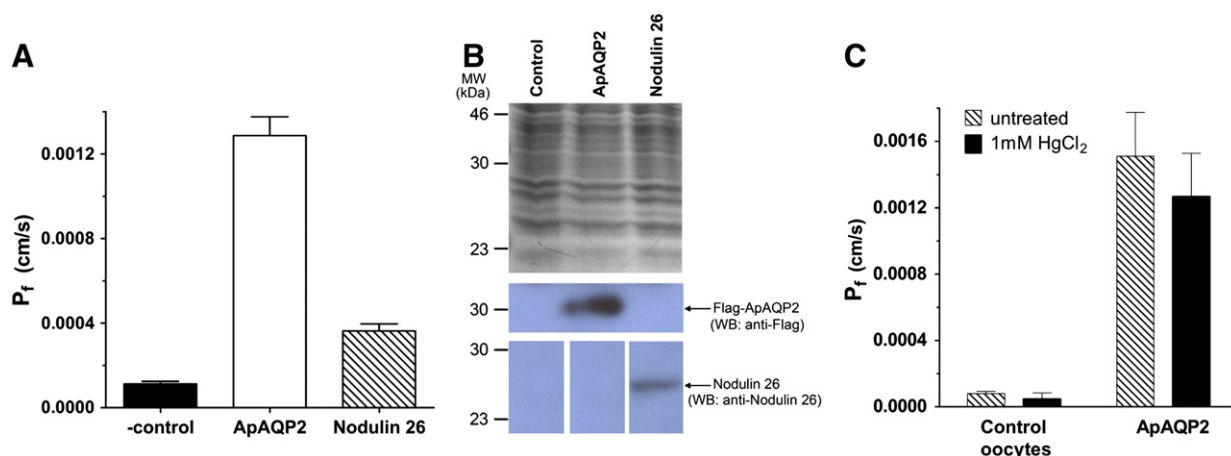 A
P_f (cm/s)
0.0012
0.0008
0.0004
0.0000
-control
ApAQP2
Nodulin 26
B
MW
(kDa)
Control
ApAQP2
Nodulin 26
46
30
23
30
Flag-ApAQP2
(WB: anti-Flag)
30
23
Nodulin 26
(WB: anti-Nodulin 26)
C
untreated
1mM HgCl₂
P_f (cm/s)
0.0016
0.0012
0.0008
0.0004
0.0000
Control
oocytes
ApAQP2